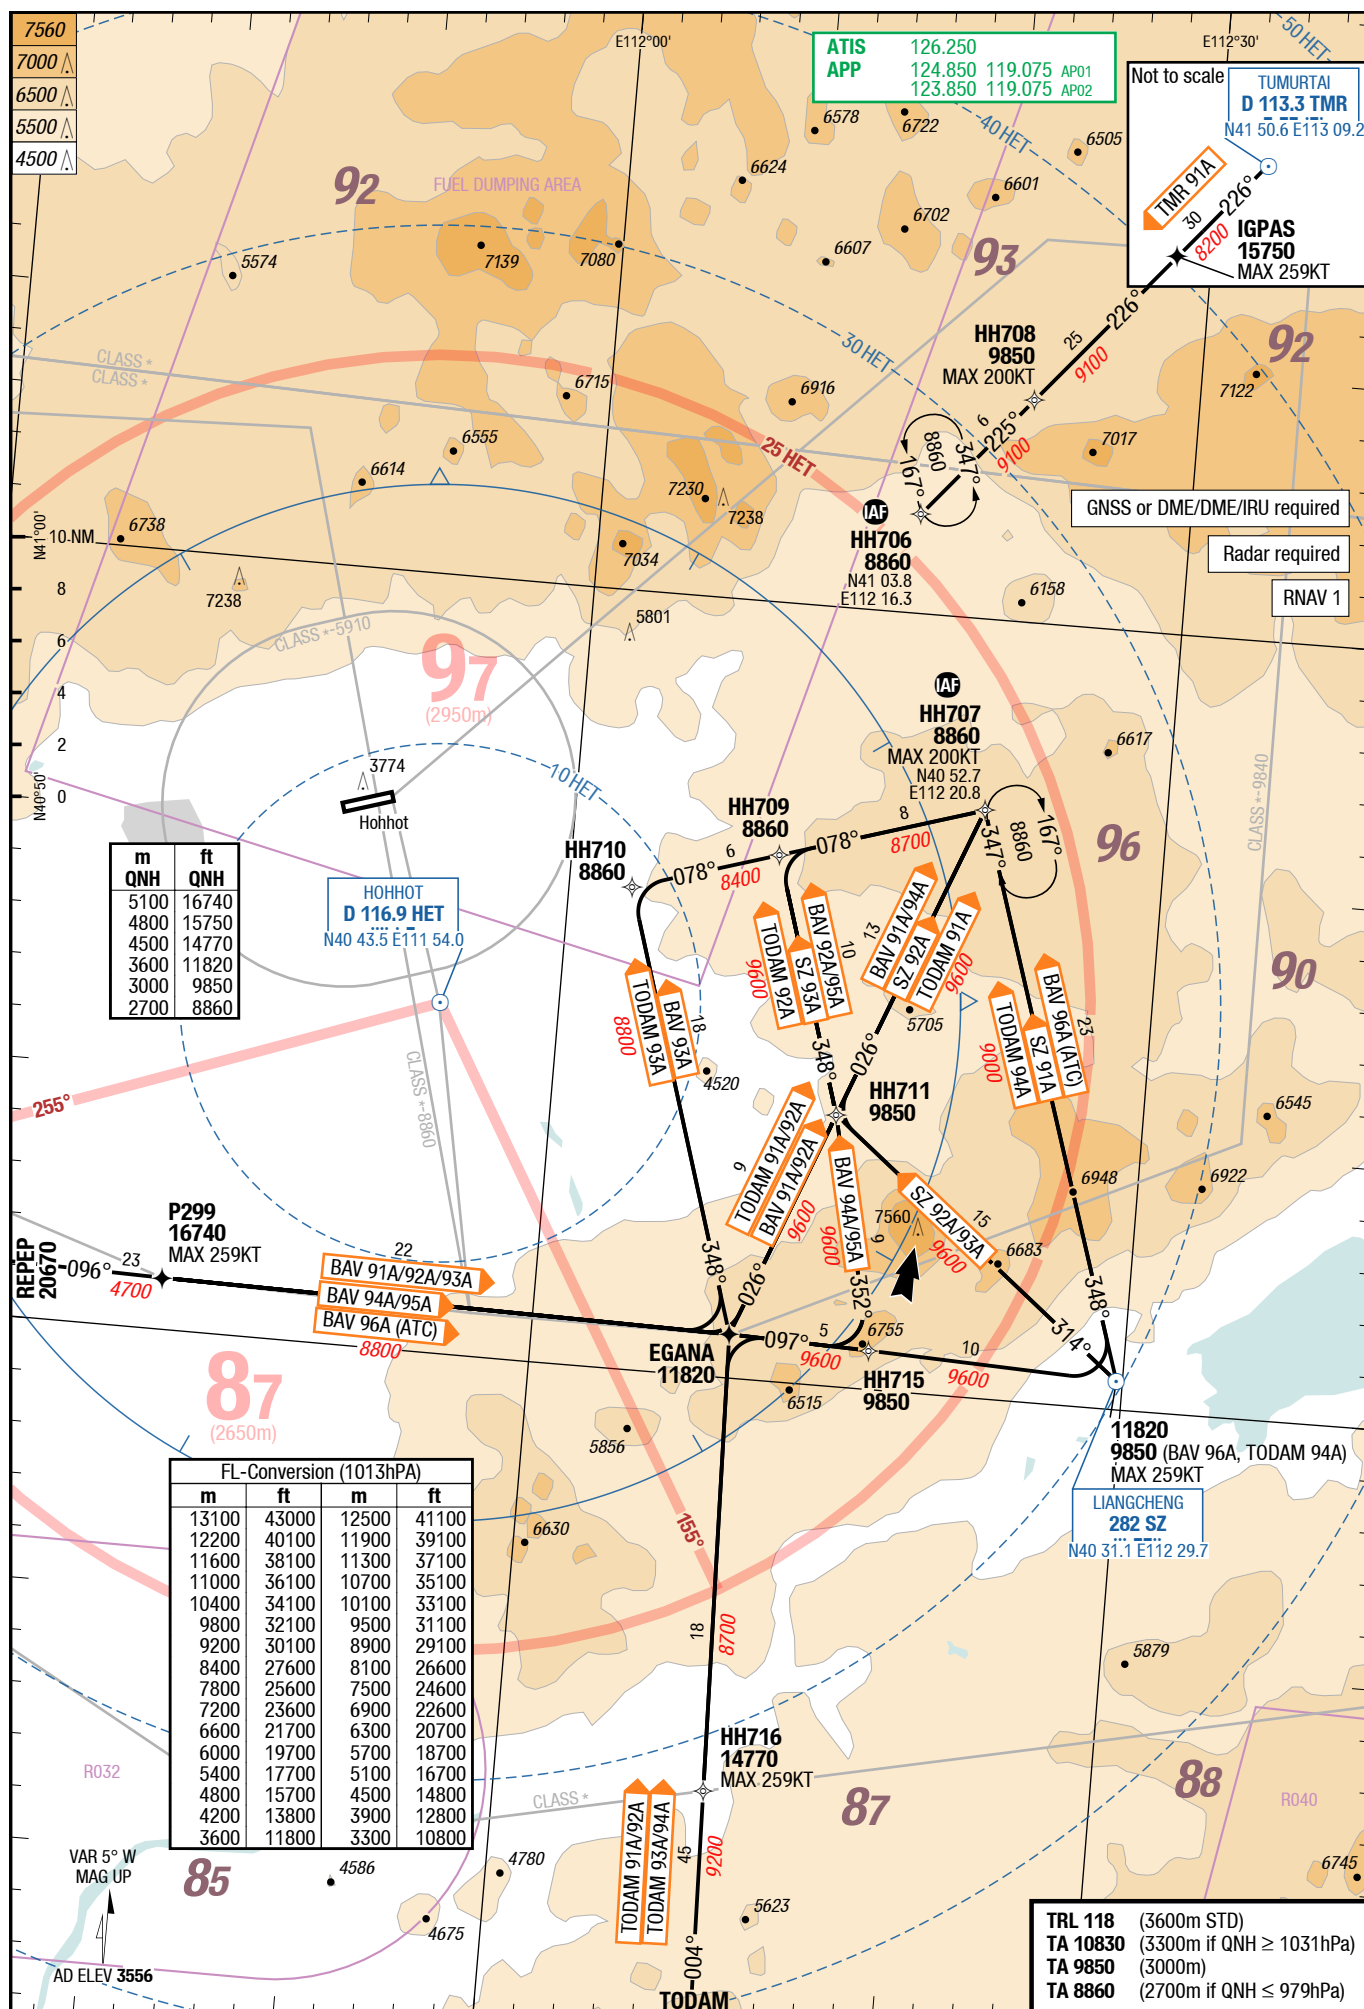 7560
7000
6500
5500
4500
E112°00'
E112°30'
50 HET
ATIS 126.250
APP 124.850 119.075 AP01
123.850 119.075 AP02
Not to scale
TUMURTAI
D 113.3 TMR
N41 50.6 E113 09.2
TMR 91A
226°
30
8200
IGPAS
15750
MAX 259KT
40 HET
6578
6722
6505
6624
6601
92
FUEL DUMPING AREA
6702
93
5574
7139
7080
6607
226°
25
9100
HH708
9850
MAX 200KT
30 HET
92
CLASS *
CLASS *
6715
6916
7122
6
225°
9100
8860
347°
167°
6555
25 HET
7017
6614
7230
7238
GNSS or DME/DME/IRU required
IAF
HH706
8860
N41 03.8
E112 16.3
N41°00'
10 NM
6738
7034
Radar required
8
7238
6158
RNAV 1
5801
CLASS *-5910
6
97
(2950m)
4
IAF
HH707
8860
MAX 200KT
N40 52.7
E112 20.8
6617
2
3774
10 HET
CLASS *-9840
N40°50'
0
Hohhot
HH709
8860
8
078°
8700
167°
8860
347°
96
HH710
8860
6
078°
8400
m ft
QNH QNH
5100 16740
4800 15750
4500 14770
3600 11820
3000 9850
2700 8860
HOHHOT
D 116.9 HET
N40 43.5 E111 54.0
BAV 92A/95A
SZ 93A
TODAM 92A
10
9600
13
BAV 91A/94A
SZ 92A
TODAM 91A
9600
90
TODAM 93A
BAV 93A
18
8800
5705
BAV 96A (ATC)
SZ 91A
TODAM 94A
23
9000
CLASS *-8860
4520
348°
026°
HH711
9850
255°
6545
TODAM 91A/92A
BAV 91A/92A
9
9600
BAV 94A/95A
9600
9
7560
SZ 92A/93A
15
9600
6948
6922
P299
16740
MAX 259KT
REPEP
20670
096°
23
4700
22
BAV 91A/92A/93A
BAV 94A/95A
BAV 96A (ATC)
8800
348°
026°
352°
6683
348°
314°
EGANA
11820
097°
5
9600
6755
10
9600
HH715
9850
6515
87
(2650m)
5856
11820
9850 (BAV 96A, TODAM 94A)
MAX 259KT
LIANGCHENG
282 SZ
N40 31.1 E112 29.7
155°
6630
FL-Conversion (1013hPA)
m ft m ft
13100 43000 12500 41100
12200 40100 11900 39100
11600 38100 11300 37100
11000 36100 10700 35100
10400 34100 10100 33100
9800 32100 9500 31100
9200 30100 8900 29100
8400 27600 8100 26600
7800 25600 7500 24600
7200 23600 6900 22600
6600 21700 6300 20700
6000 19700 5700 18700
5400 17700 5100 16700
4800 15700 4500 14800
4200 13800 3900 12800
3600 11800 3300 10800
18
8700
5879
HH716
14770
MAX 259KT
R032
CLASS *
87
88
R040
TODAM 91A/92A
TODAM 93A/94A
45
9200
VAR 5° W
MAG UP
85
4586
4780
6745
4675
5623
AD ELEV 3556
004°
TODAM
TRL 118 (3600m STD)
TA 10830 (3300m if QNH ≥ 1031hPa)
TA 9850 (3000m)
TA 8860 (2700m if QNH ≤ 979hPa)